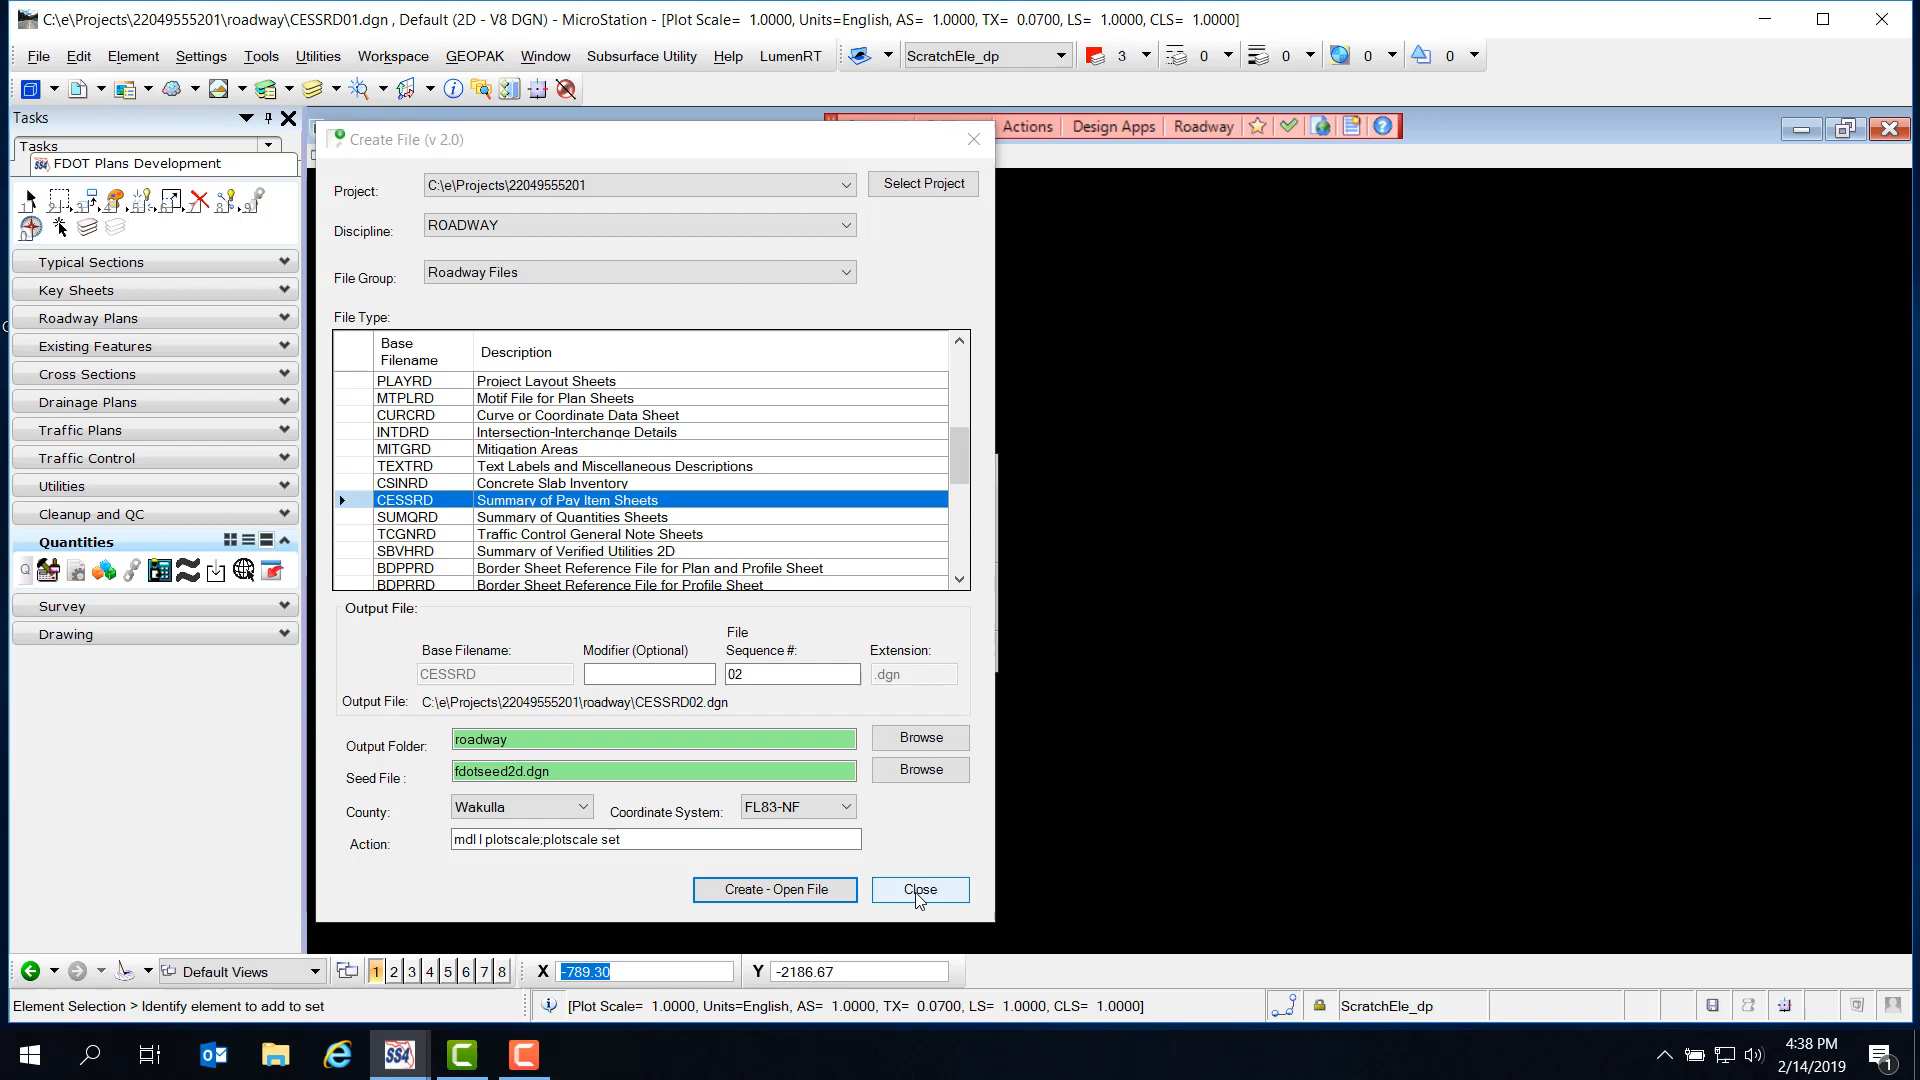 C:\e\Projects\22049555201\roadway\CESSRD01.dgn , Default (2D - V8 DGN) - MicroStation - [Plot Scale= 1.0000, Units=English, AS= 1.0000, TX= 0.0700, LS= 1.0000, CLS= 1.0000]
File Edit Element Settings Tools Utilities Workspace GEOPAK Window Subsurface Utility Help LumenRT ScratchEle_dp 3 0 0 0 0
Tasks
Tasks
FDOT Plans Development
Actions Design Apps Roadway
Create File (v 2.0)
Project: C:\e\Projects\22049555201 Select Project
Discipline: ROADWAY
File Group: Roadway Files
File Type:
Base Filename Description
PLAYRD Project Layout Sheets
MTPLRD Motif File for Plan Sheets
CURCRD Curve or Coordinate Data Sheet
INTDRD Intersection-Interchange Details
MITGRD Mitigation Areas
TEXTRD Text Labels and Miscellaneous Descriptions
CSINRD Concrete Slab Inventory
CESSRD Summary of Pay Item Sheets
SUMQRD Summary of Quantities Sheets
TCGNRD Traffic Control General Note Sheets
SBVHRD Summary of Verified Utilities 2D
BDPPRD Border Sheet Reference File for Plan and Profile Sheet
BDPRRD Border Sheet Reference File for Profile Sheet
Output File:
Base Filename: Modifier (Optional) File Sequence #: Extension:
CESSRD 02 .dgn
Output File: C:\e\Projects\22049555201\roadway\CESSRD02.dgn
Output Folder: roadway Browse
Seed File : fdotseed2d.dgn Browse
County: Wakulla Coordinate System: FL83-NF
Action: mdl l plotscale;plotscale set
Create - Open File Close
Typical Sections
Key Sheets
Roadway Plans
Existing Features
Cross Sections
Drainage Plans
Traffic Plans
Traffic Control
Utilities
Cleanup and QC
Quantities
Q
Survey
Drawing
Default Views 1 2 3 4 5 6 7 8 X -789.30 Y -2186.67
Element Selection > Identify element to add to set [Plot Scale= 1.0000, Units=English, AS= 1.0000, TX= 0.0700, LS= 1.0000, CLS= 1.0000] ScratchEle_dp
SS4
4:38 PM
2/14/2019
1